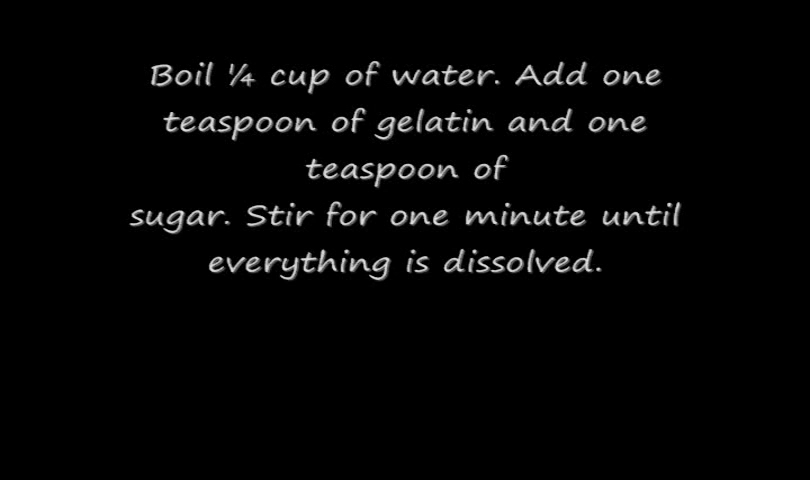 Boil ¼ cup of water. Add one
teaspoon of gelatin and one
teaspoon of
sugar. Stir for one minute until
everything is dissolved.